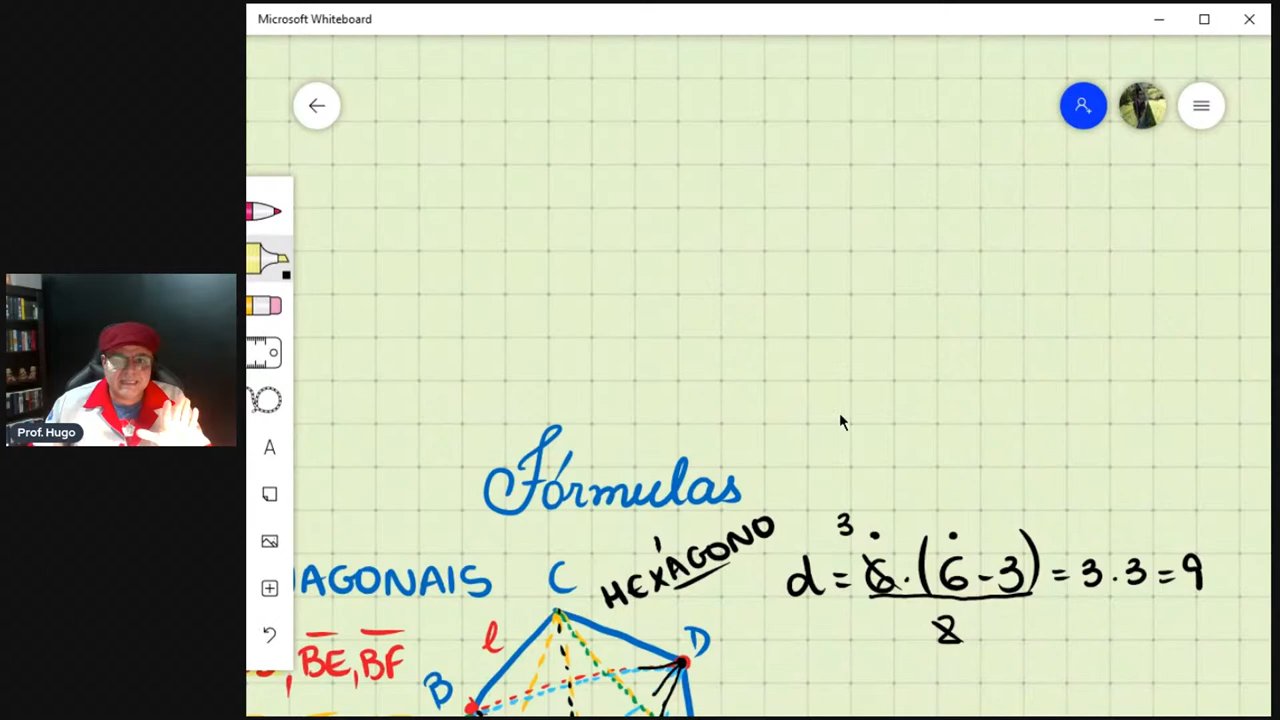 Microsoft Whiteboard
A
Prof. Hugo
Fórmulas
HEXÁGONO
d = 6 · (6 - 3) = 3 · 3 = 9
3
2
AGONAIS
C
l
D
BE, BF
B